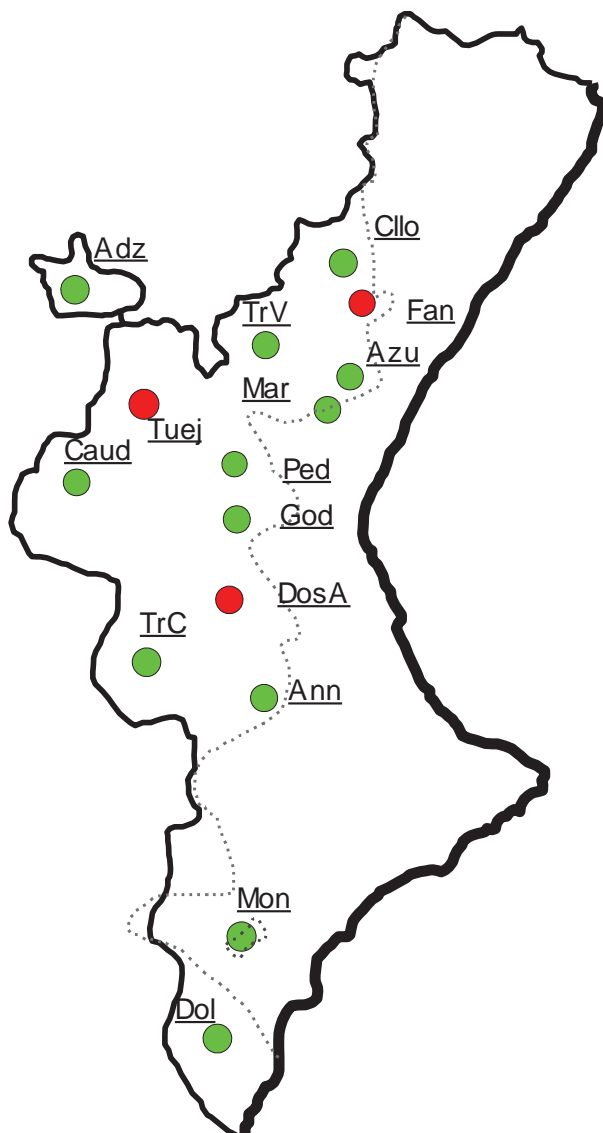 Cllo
Adz
Fan
TrV
Azu
Mar
Tuej
Caud
Ped
God
DosA
TrC
Ann
Mon
Dol